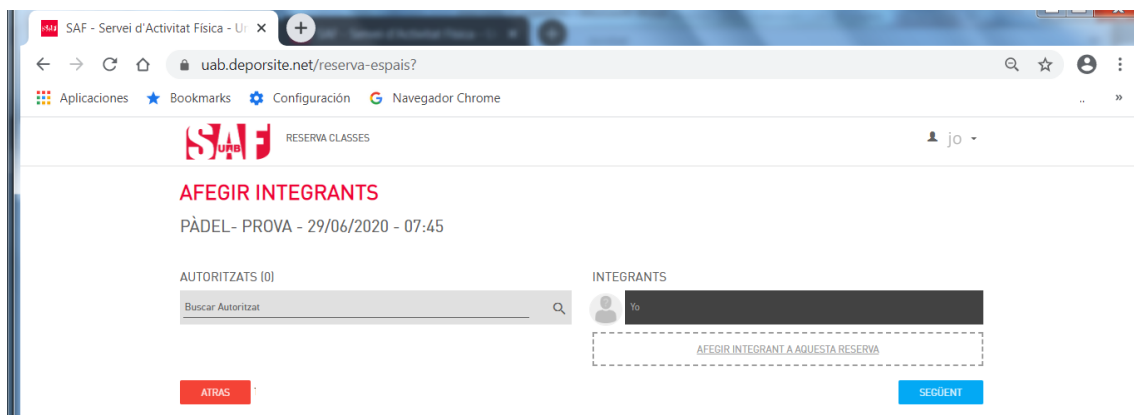 SAF - Servei d'Activitat Física - Ur
uab.deporsite.net/reserva-espais?
Aplicaciones Bookmarks Configuración Navegador Chrome .. »
SAF UAB RESERVA CLASSES jo
AFEGIR INTEGRANTS
PÀDEL- PROVA - 29/06/2020 - 07:45
AUTORITZATS (0) INTEGRANTS
Buscar Autoritzat Yo
AFEGIR INTEGRANT A AQUESTA RESERVA
ATRAS SEGÜENT